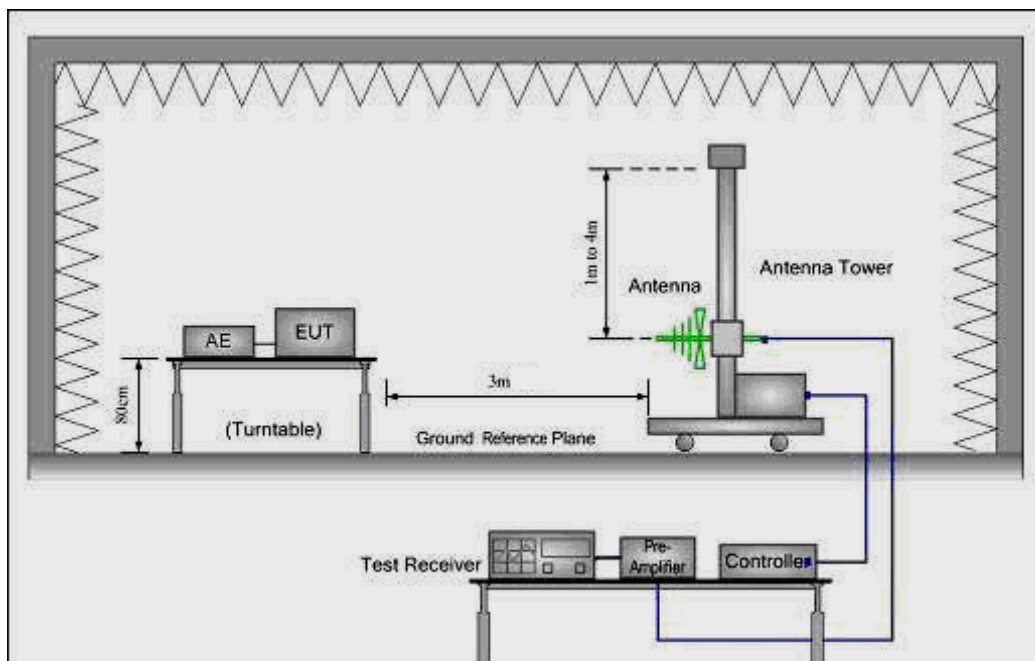 1m to 4m
Antenna
Antenna Tower
AE
EUT
80cm
3m
(Turntable)
Ground Reference Plane
Test Receiver
Pre-
Amplifier
Controller